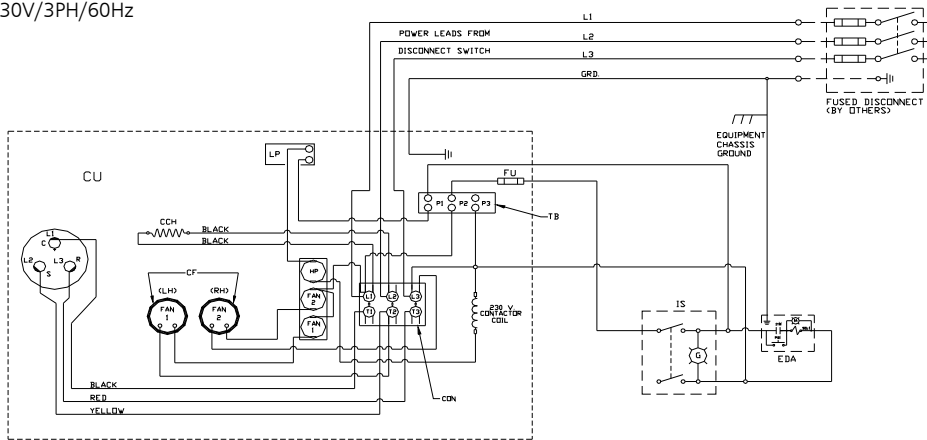 30V/3PH/60Hz
L1
POWER LEADS FROM
L2
DISCONNECT SWITCH
L3
GRD.
FUSED DISCONNECT
(BY OTHERS)
EQUIPMENT
CHASSIS
GROUND
LP
CU
FU
P1 P2 P3
TB
CCH
BLACK
BLACK
L1
C
L2
L3
R
S
CF
(LH)
(RH)
FAN
1
FAN
2
HP
FAN
2
FAN
1
L1 L2 L3
T1 T2 T3
230 V
CONTACTOR
COIL
IS
G
EDA
BLACK
RED
YELLOW
CON